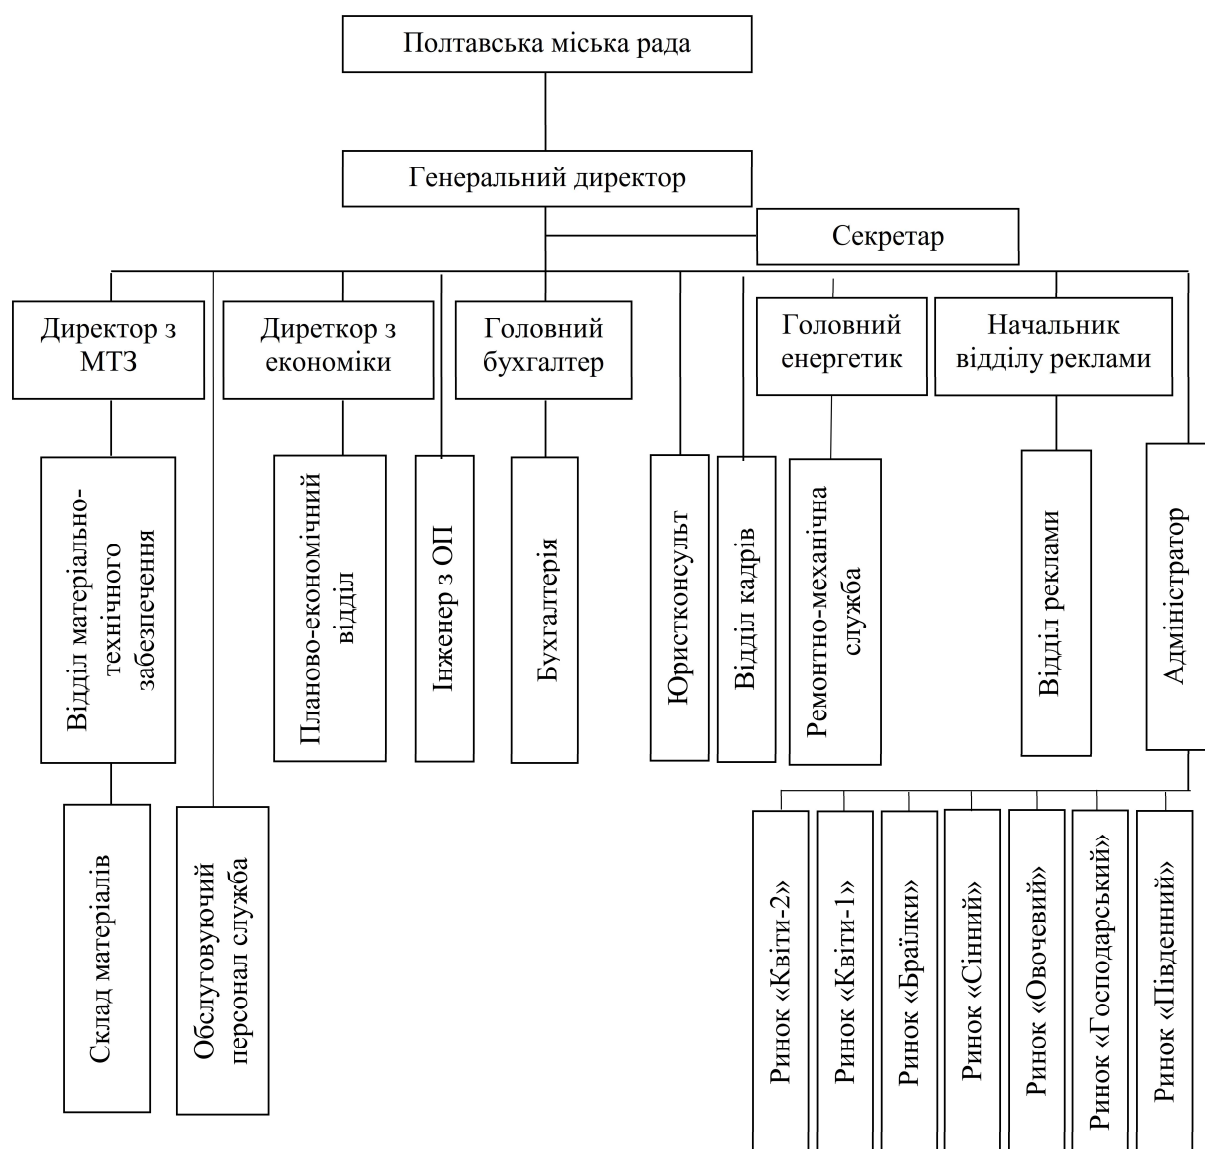 Полтавська міська рада
Генеральний директор
Секретар
Директор з
МТЗ
Диреткор з
економіки
Головний
бухгалтер
Головний
енергетик
Начальник
відділу реклами
Відділ матеріально-
технічного
забезпечення
Планово-економічний
відділ
Інженер з ОП
Бухгалтерія
Юристконсульт
Відділ кадрів
Ремонтно-механічна
служба
Відділ реклами
Адміністратор
Склад матеріалів
Обслуговуючий
персонал служба
Ринок «Квіти-2»
Ринок «Квіти-1»
Ринок «Браїлки»
Ринок «Сінний»
Ринок «Овочевий»
Ринок «Господарський»
Ринок «Південний»